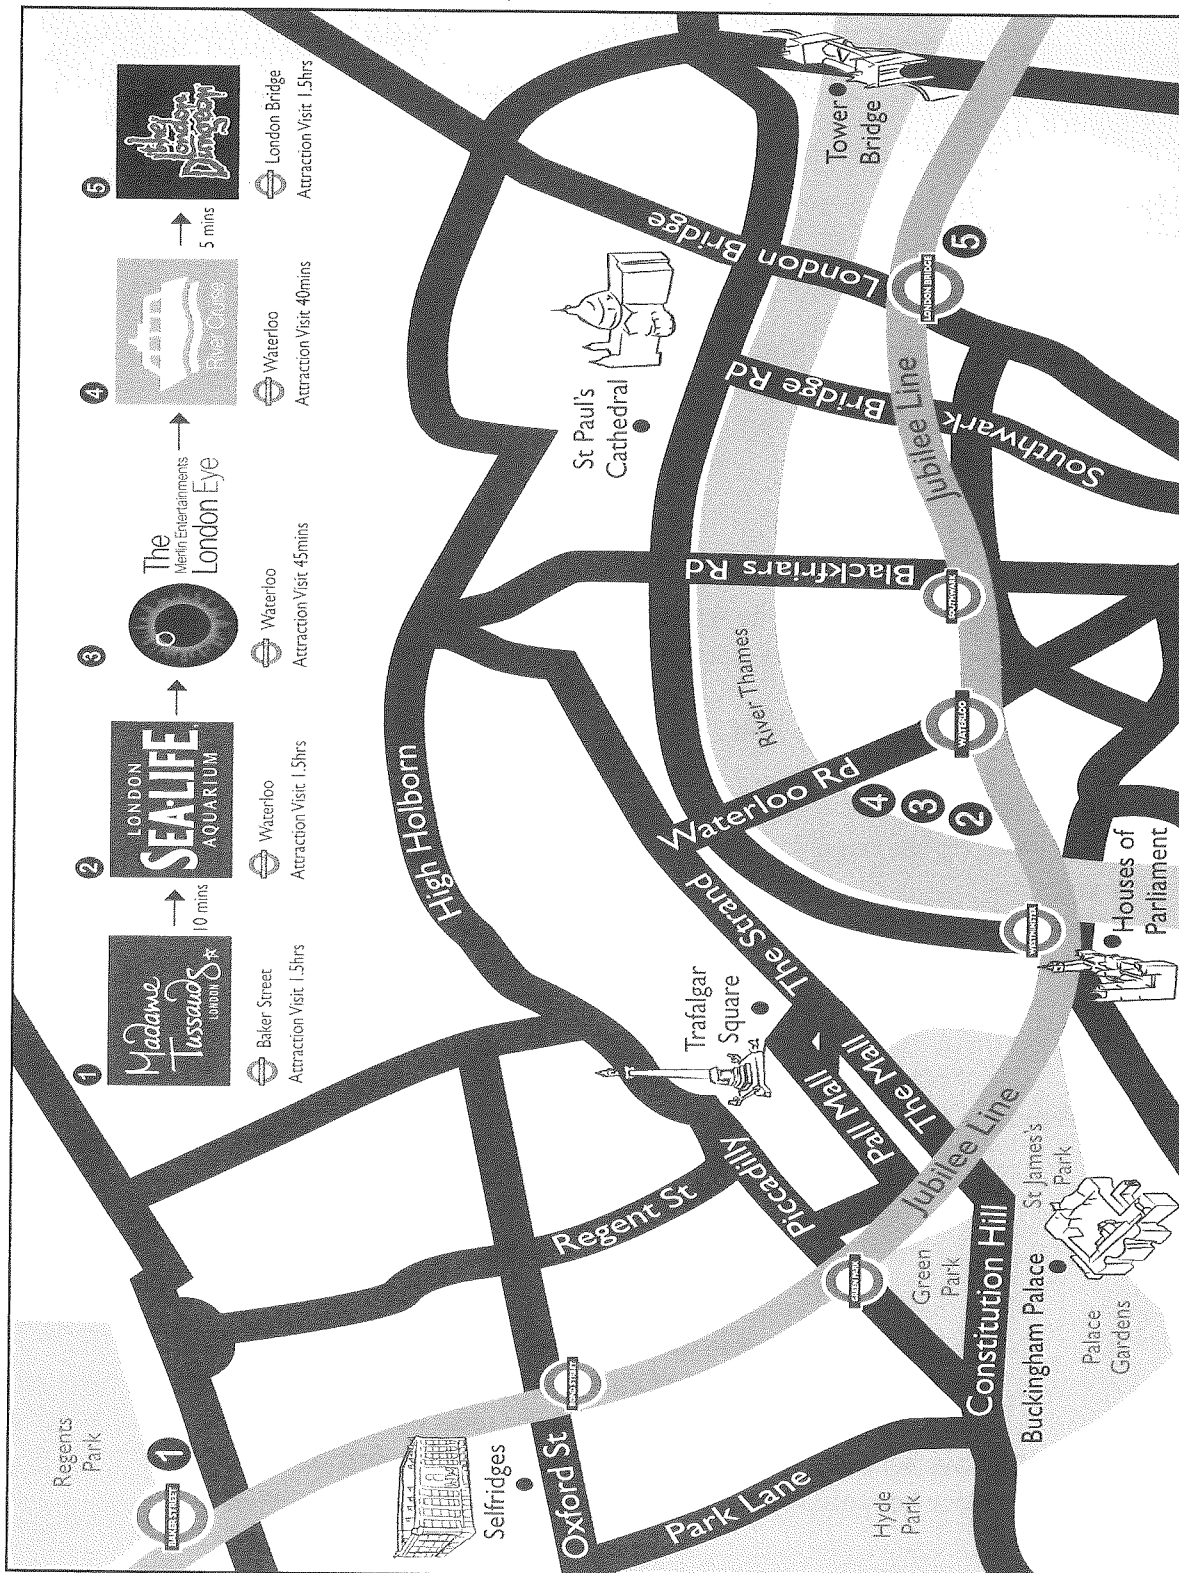 1
Madame
Tussauds
LONDON
Baker Street
Attraction Visit 1.5hrs
10 mins
2
LONDON
SEA LIFE
AQUARIUM
Waterloo
Attraction Visit 1.5hrs
3
The
Merlin Entertainments
London Eye
Waterloo
Attraction Visit 45mins
4
River Cruise
Waterloo
Attraction Visit 40mins
5 mins
5
the
London
Dungeon
London Bridge
Attraction Visit 1.5hrs
Regents
Park
BAKER STREET
1
Selfridges
Oxford St
BOND STREET
Park Lane
Hyde
Park
Regent St
High Holborn
Piccadilly
GREEN PARK
Green
Park
Constitution Hill
Buckingham Palace
Palace
Gardens
St James's
Park
Jubilee Line
Pall Mall
The Mall
Trafalgar
Square
The Strand
WESTMINSTER
Houses of
Parliament
Waterloo Rd
4
3
2
WATERLOO
River Thames
Blackfriars Rd
SOUTHWARK
St Paul's
Cathedral
Southwark Bridge Rd
Jubilee Line
London Bridge
LONDON BRIDGE
5
Tower
Bridge